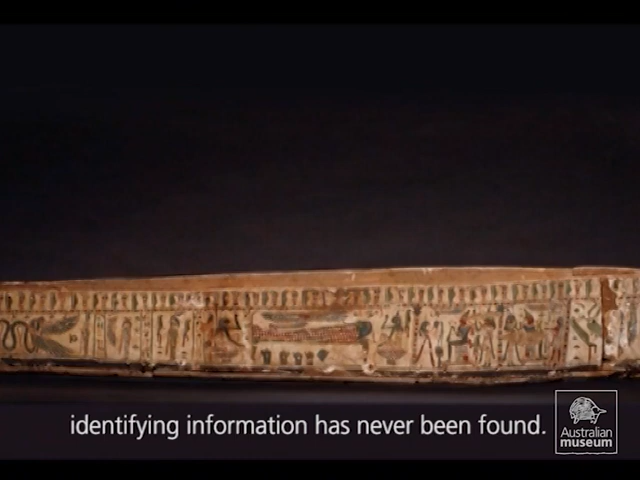 identifying information has never been found.
Australian
museum